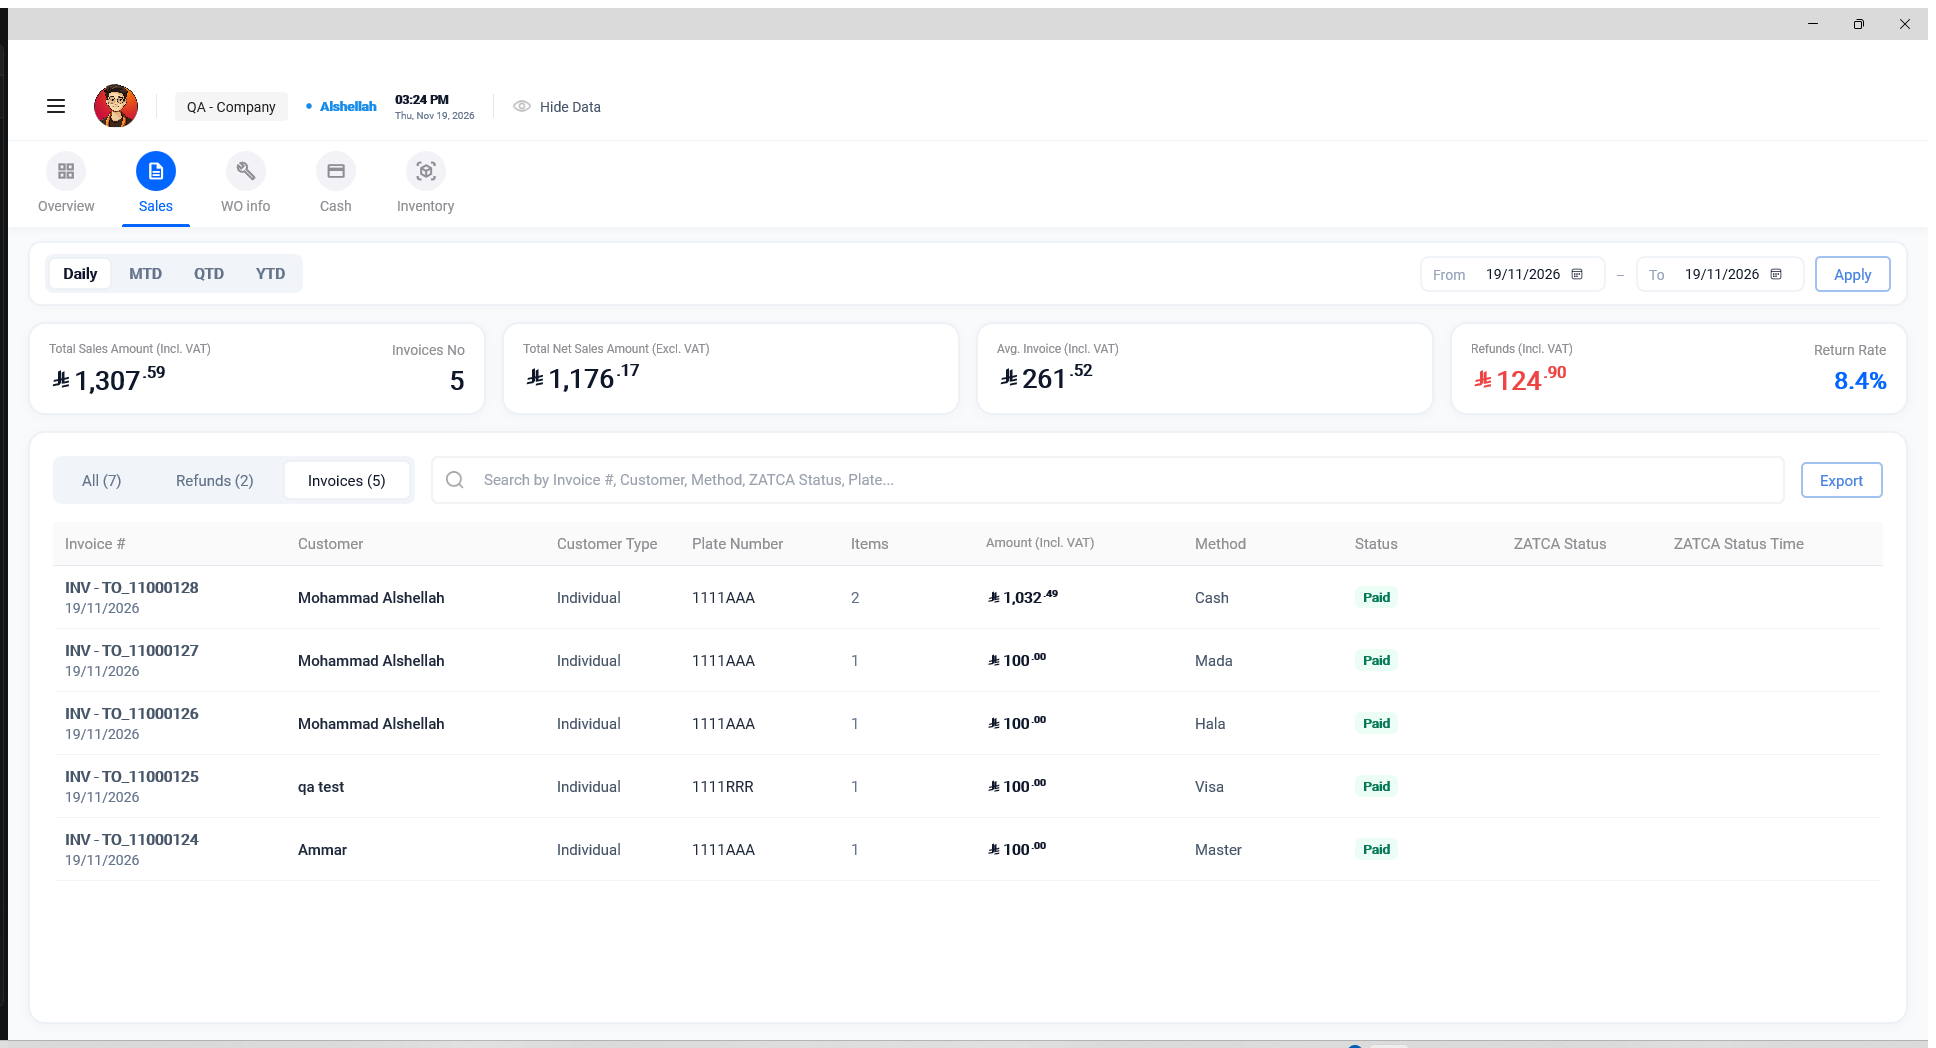 QA - Company
• Alshellah
03:24 PM
Thu, Nov 19, 2026
Hide Data
Overview
Sales
WO info
Cash
Inventory
Daily MTD QTD YTD
From 19/11/2026 – To 19/11/2026 Apply
Total Sales Amount (Incl. VAT) Invoices No
1,307.59 5
Total Net Sales Amount (Excl. VAT)
1,176.17
Avg. Invoice (Incl. VAT)
261.52
Refunds (Incl. VAT) Return Rate
124.90 8.4%
All (7) Refunds (2) Invoices (5) Search by Invoice #, Customer, Method, ZATCA Status, Plate... Export
Invoice # Customer Customer Type Plate Number Items Amount (Incl. VAT) Method Status ZATCA Status ZATCA Status Time
INV - TO_11000128
19/11/2026
Mohammad Alshellah Individual 1111AAA 2 1,032.49 Cash Paid
INV - TO_11000127
19/11/2026
Mohammad Alshellah Individual 1111AAA 1 100.00 Mada Paid
INV - TO_11000126
19/11/2026
Mohammad Alshellah Individual 1111AAA 1 100.00 Hala Paid
INV - TO_11000125
19/11/2026
qa test Individual 1111RRR 1 100.00 Visa Paid
INV - TO_11000124
19/11/2026
Ammar Individual 1111AAA 1 100.00 Master Paid